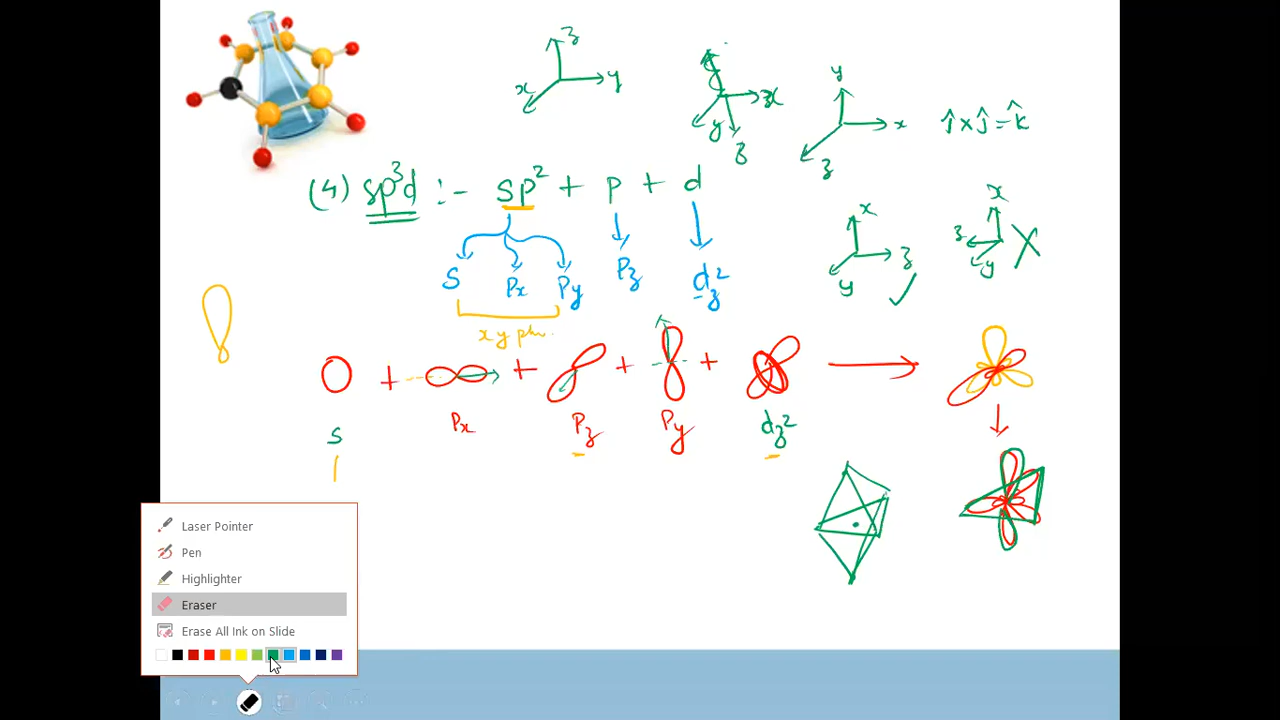 z
x y
y x
y z
y
x
z
î × ĵ = k̂
(4) sp³d :- sp² + p + d
x
z
y
x
z
y
S Px Py Pz dz²
xy pln.
+ + + +
Px Pz Py dz²
S
Laser Pointer
Pen
Highlighter
Eraser
Erase All Ink on Slide